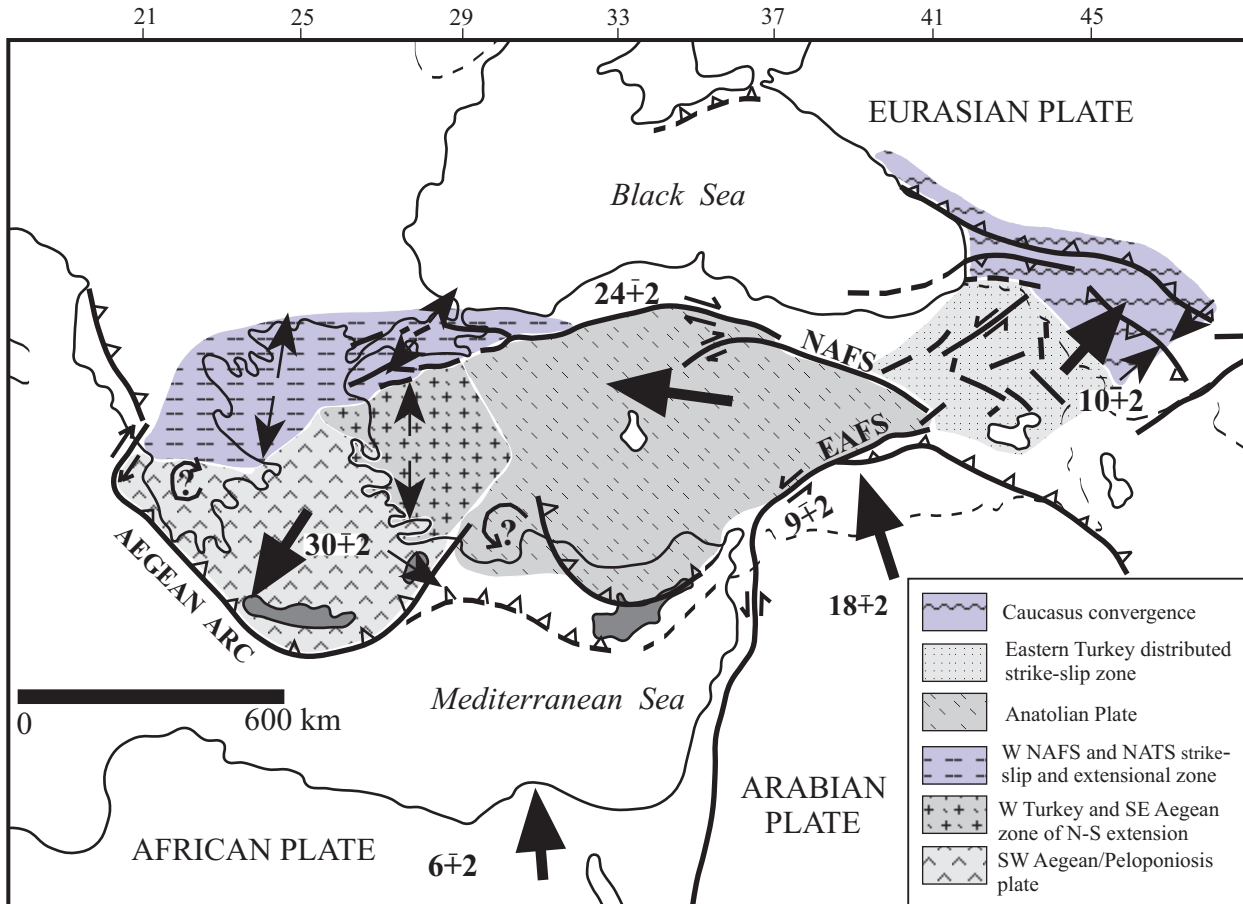 21 25 29 33 37 41 45
EURASIAN PLATE
Black Sea
24∓2
NAFS
10∓2
EAFS
9∓2
?
?
30∓2
AEGEAN ARC
18∓2
Mediterranean Sea
0 600 km
ARABIAN
PLATE
AFRICAN PLATE
6∓2
Caucasus convergence
Eastern Turkey distributed
strike-slip zone
Anatolian Plate
W NAFS and NATS strike-
slip and extensional zone
W Turkey and SE Aegean
zone of N-S extension
SW Aegean/Peloponiosis
plate